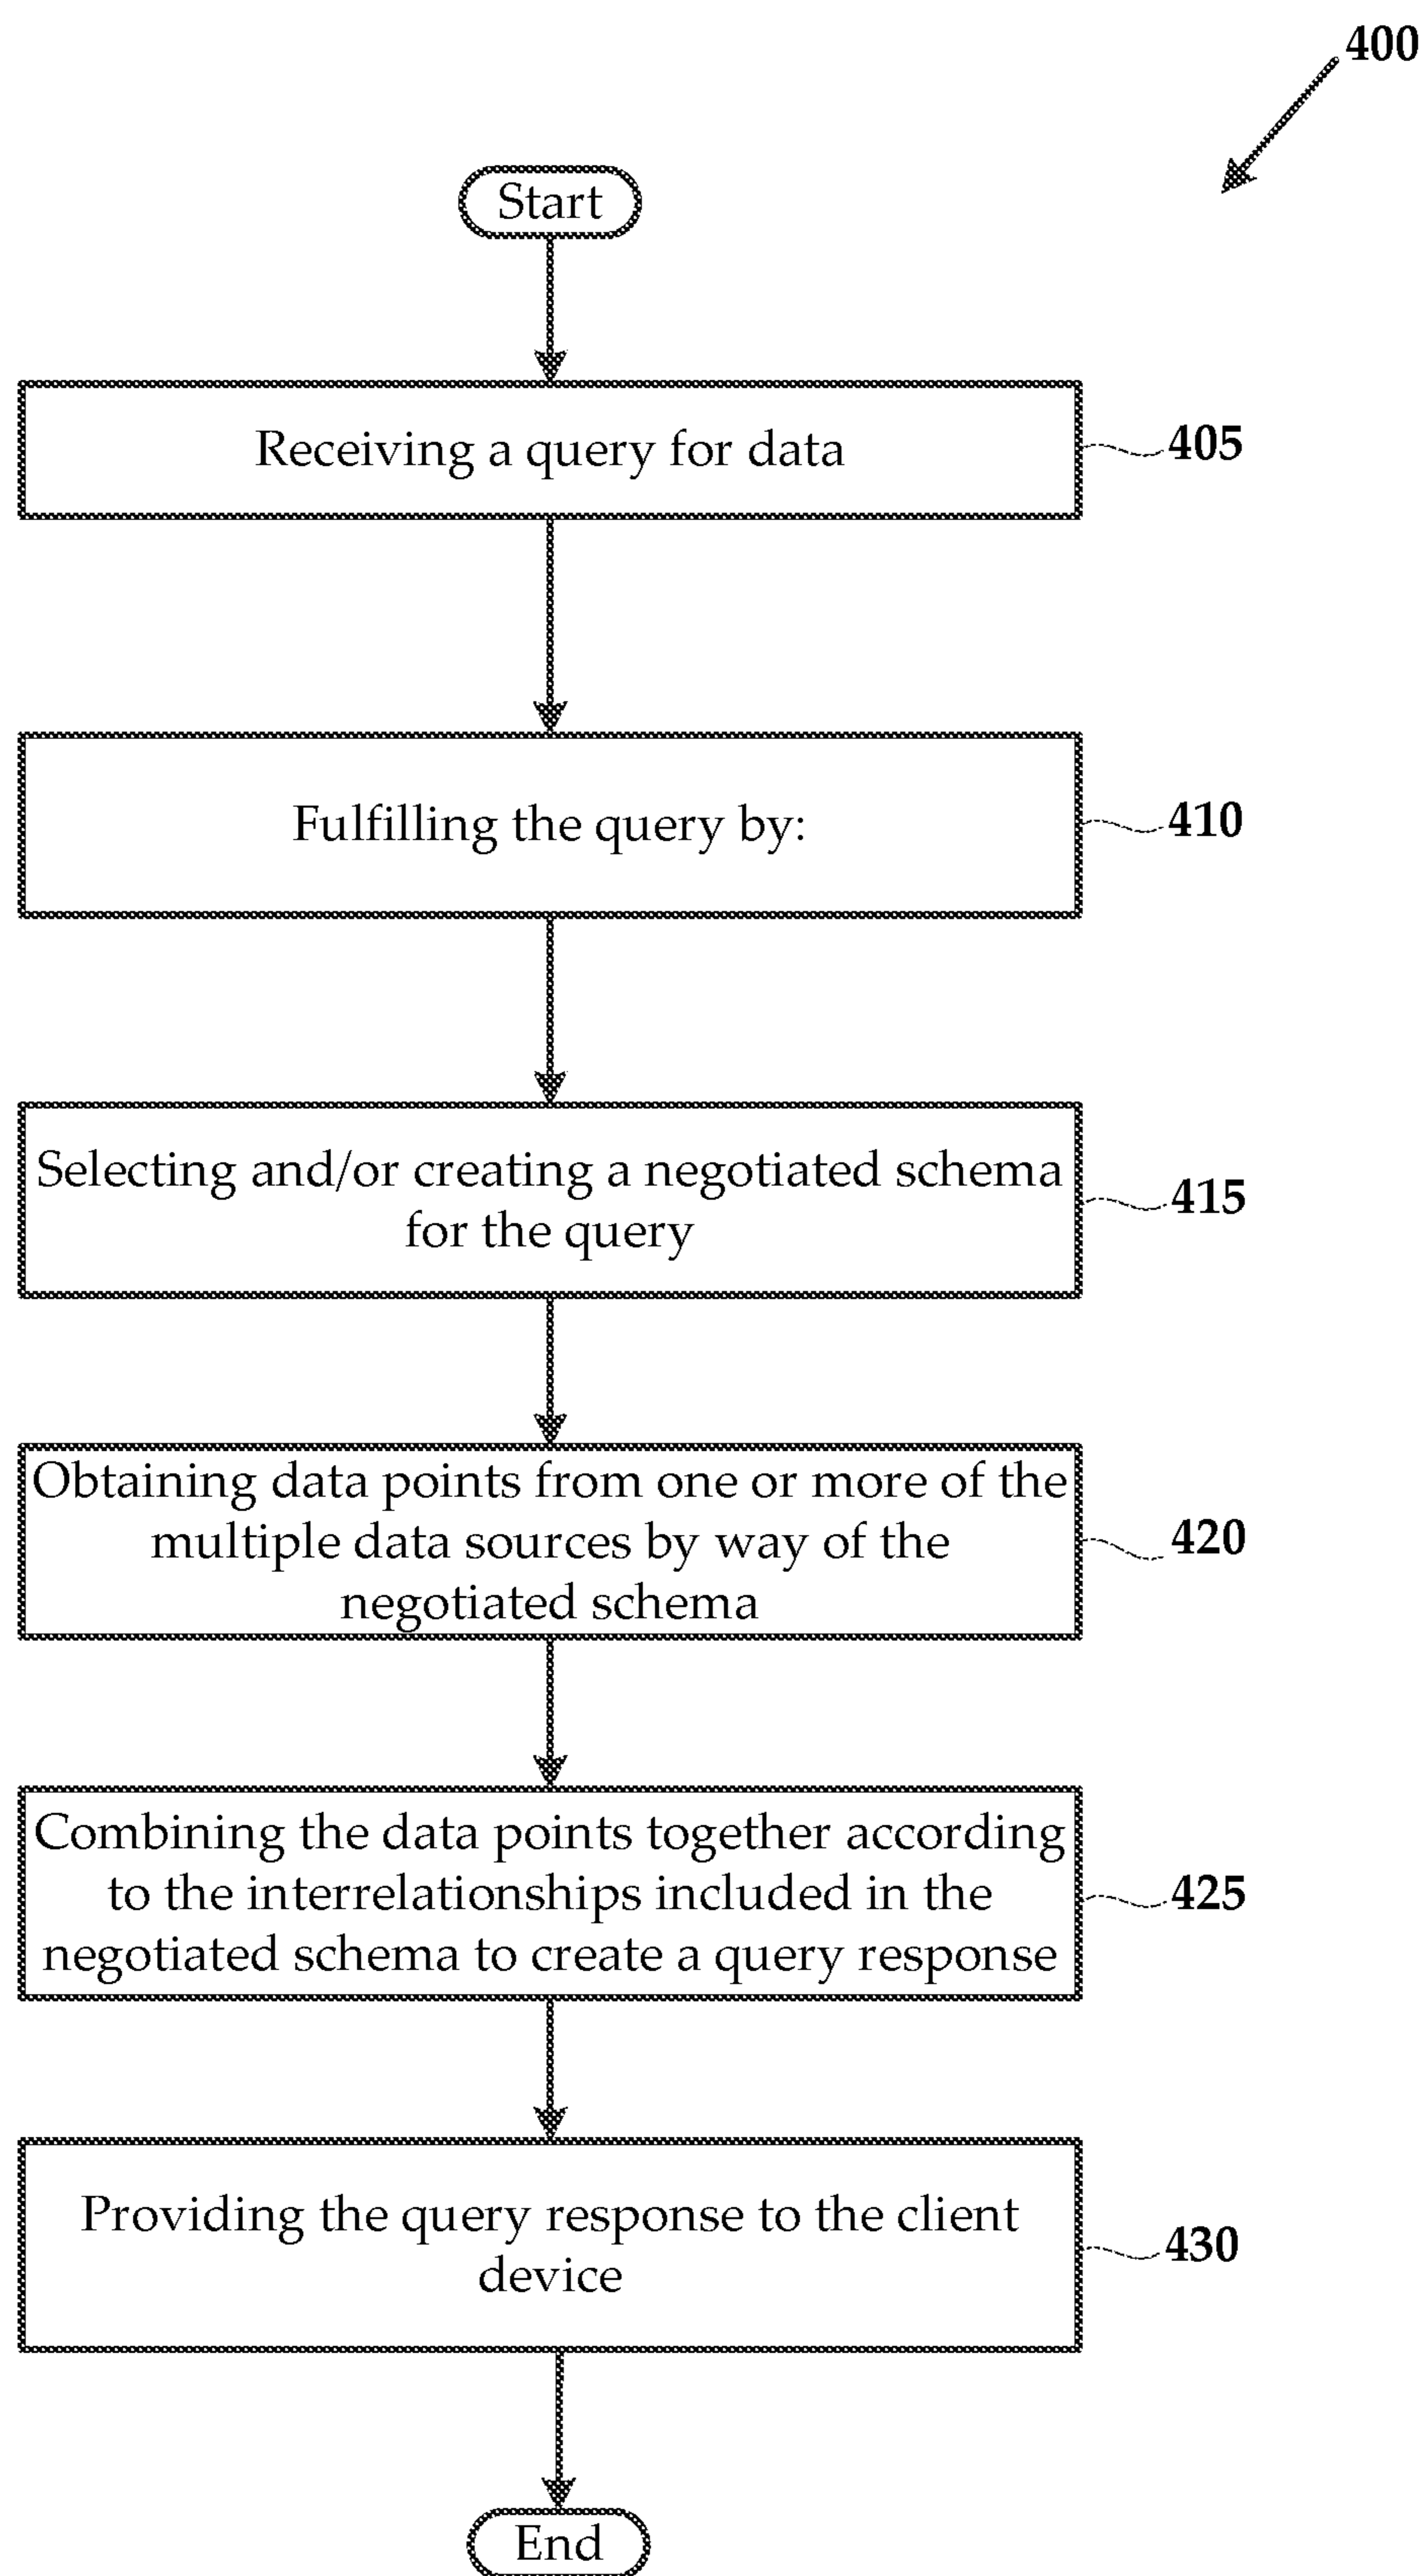 400
Start
Receiving a query for data
405
Fulfilling the query by:
410
Selecting and/or creating a negotiated schema
for the query
415
Obtaining data points from one or more of the
multiple data sources by way of the
negotiated schema
420
Combining the data points together according
to the interrelationships included in the
negotiated schema to create a query response
425
Providing the query response to the client
device
430
End